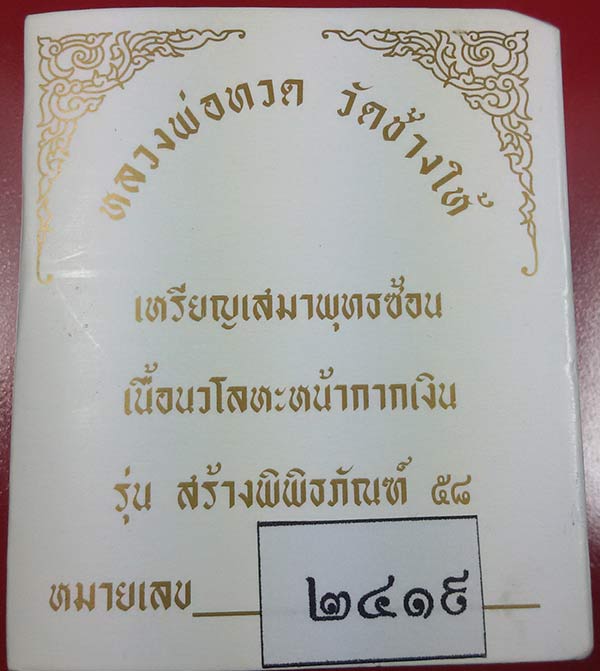 หลวงพ่อทวด วัดช้างให้
เหรียญเสมาพุทธซ้อน
เนื้อนวโลหะหน้ากากเงิน
รุ่น สร้างพิพิธภัณฑ์ ๕๘
หมายเลข ๒๔๑๙